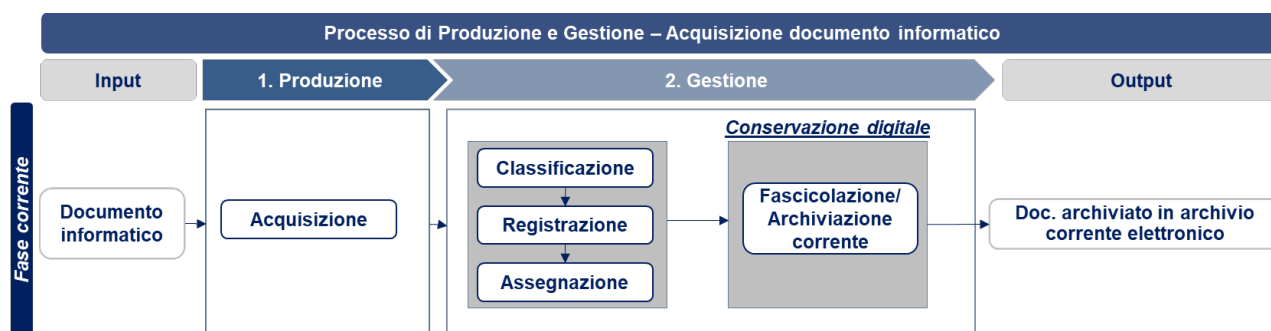 Processo di Produzione e Gestione – Acquisizione documento informatico
Input
1. Produzione
2. Gestione
Output
Fase corrente
Documento
informatico
Acquisizione
Classificazione
Registrazione
Assegnazione
Conservazione digitale
Fascicolazione/
Archiviazione
corrente
Doc. archiviato in archivio
corrente elettronico